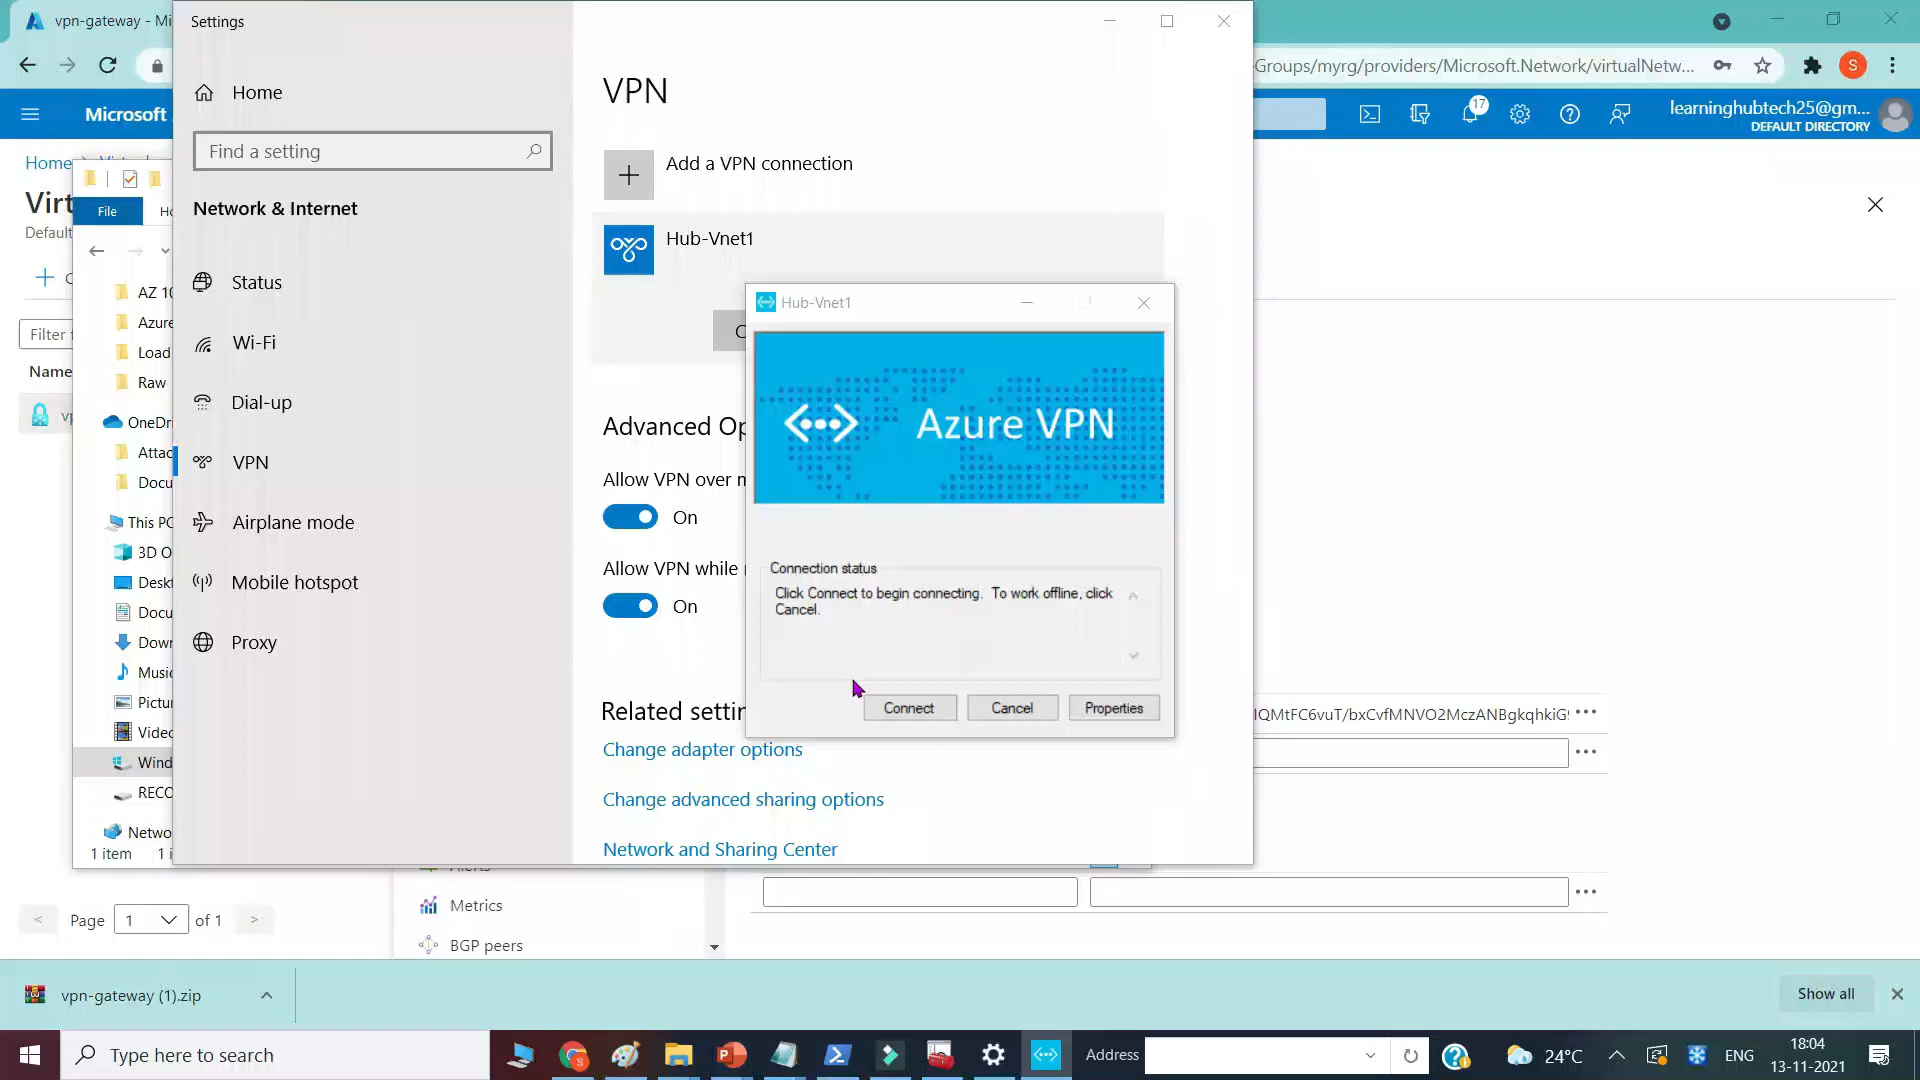 vpn-gateway - Mi
Settings
Groups/myrg/providers/Microsoft.Network/virtualNetw...
S
Microsoft
17
learninghubtech25@gm...
DEFAULT DIRECTORY
Home
Virt
Default
Filter
Name
Page 1 of 1
File
AZ 10
Azure
Load
Raw
OneDri
Attac
Docu
This PC
3D O
Deskt
Docu
Down
Music
Pictur
Video
Wind
RECO
Netwo
1 item
Home
Find a setting
Network & Internet
Status
Wi-Fi
Dial-up
VPN
Airplane mode
Mobile hotspot
Proxy
VPN
Add a VPN connection
Hub-Vnet1
C
Advanced Op
Allow VPN over
On
Allow VPN while
On
Related settin
Change adapter options
Change advanced sharing options
Network and Sharing Center
Hub-Vnet1
Azure VPN
Connection status
Click Connect to begin connecting. To work offline, click
Cancel.
Connect
Cancel
Properties
IQMtFC6vuT/bxCvfMNVO2MczANBgkqhkiG9
Metrics
BGP peers
vpn-gateway (1).zip
Show all
Type here to search
Address
24°C
ENG
18:04
13-11-2021